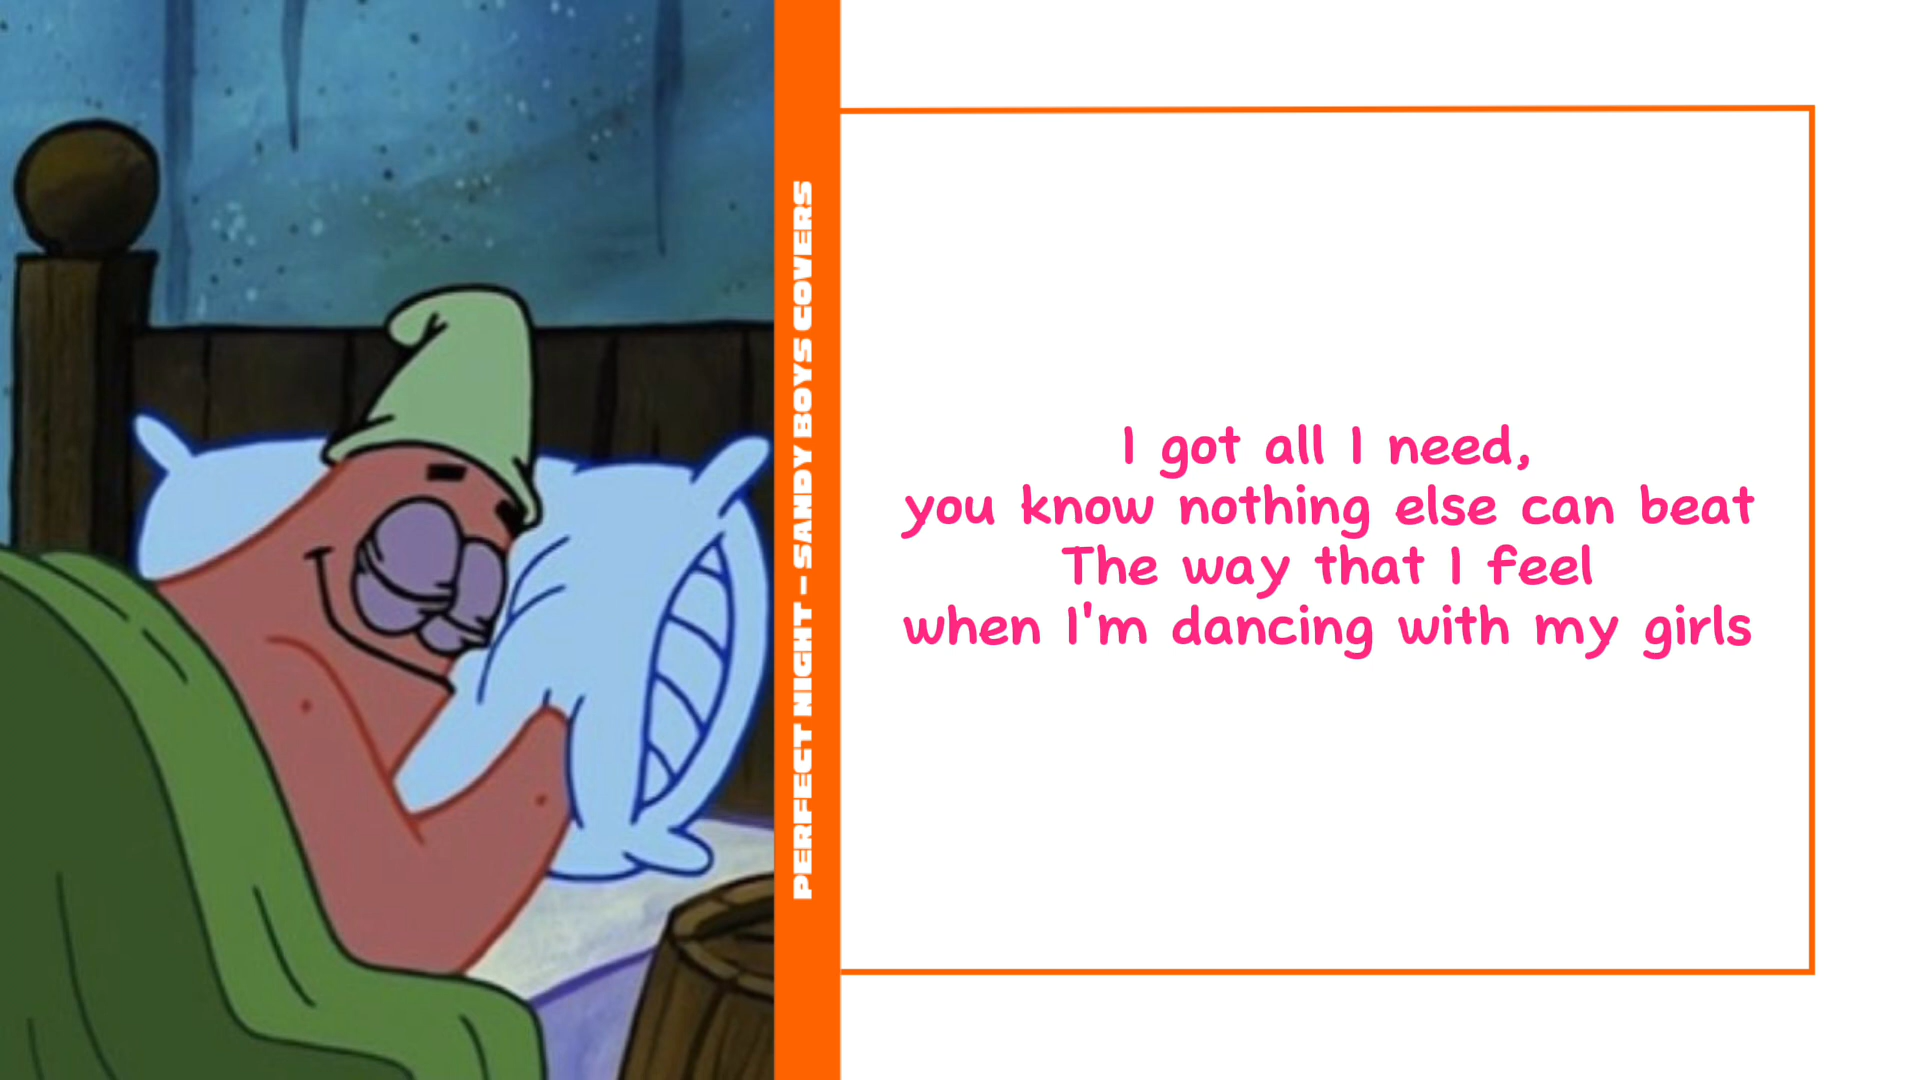 PERFECT NIGHT – SANDY BOYS COVERS
I got all I need,
you know nothing else can beat
The way that I feel
when I'm dancing with my girls